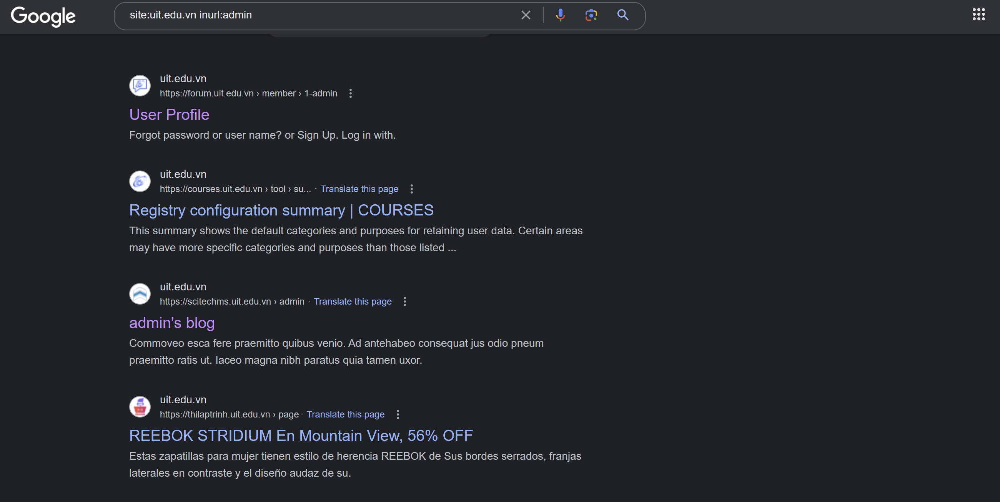 Google
site:uit.edu.vn inurl:admin
uit.edu.vn
https://forum.uit.edu.vn › member › 1-admin
User Profile
Forgot password or user name? or Sign Up. Log in with.
uit.edu.vn
https://courses.uit.edu.vn › tool › su... · Translate this page
Registry configuration summary | COURSES
This summary shows the default categories and purposes for retaining user data. Certain areas
may have more specific categories and purposes than those listed ...
uit.edu.vn
https://scitechms.uit.edu.vn › admin · Translate this page
admin's blog
Commoveo esca fere praemitto quibus venio. Ad antehabeo consequat jus odio pneum
praemitto ratis ut. Iaceo magna nibh paratus quia tamen uxor.
uit.edu.vn
https://thilaptrinh.uit.edu.vn › page · Translate this page
REEBOK STRIDIUM En Mountain View, 56% OFF
Estas zapatillas para mujer tienen estilo de herencia REEBOK de Sus bordes serrados, franjas
laterales en contraste y el diseño audaz de su.